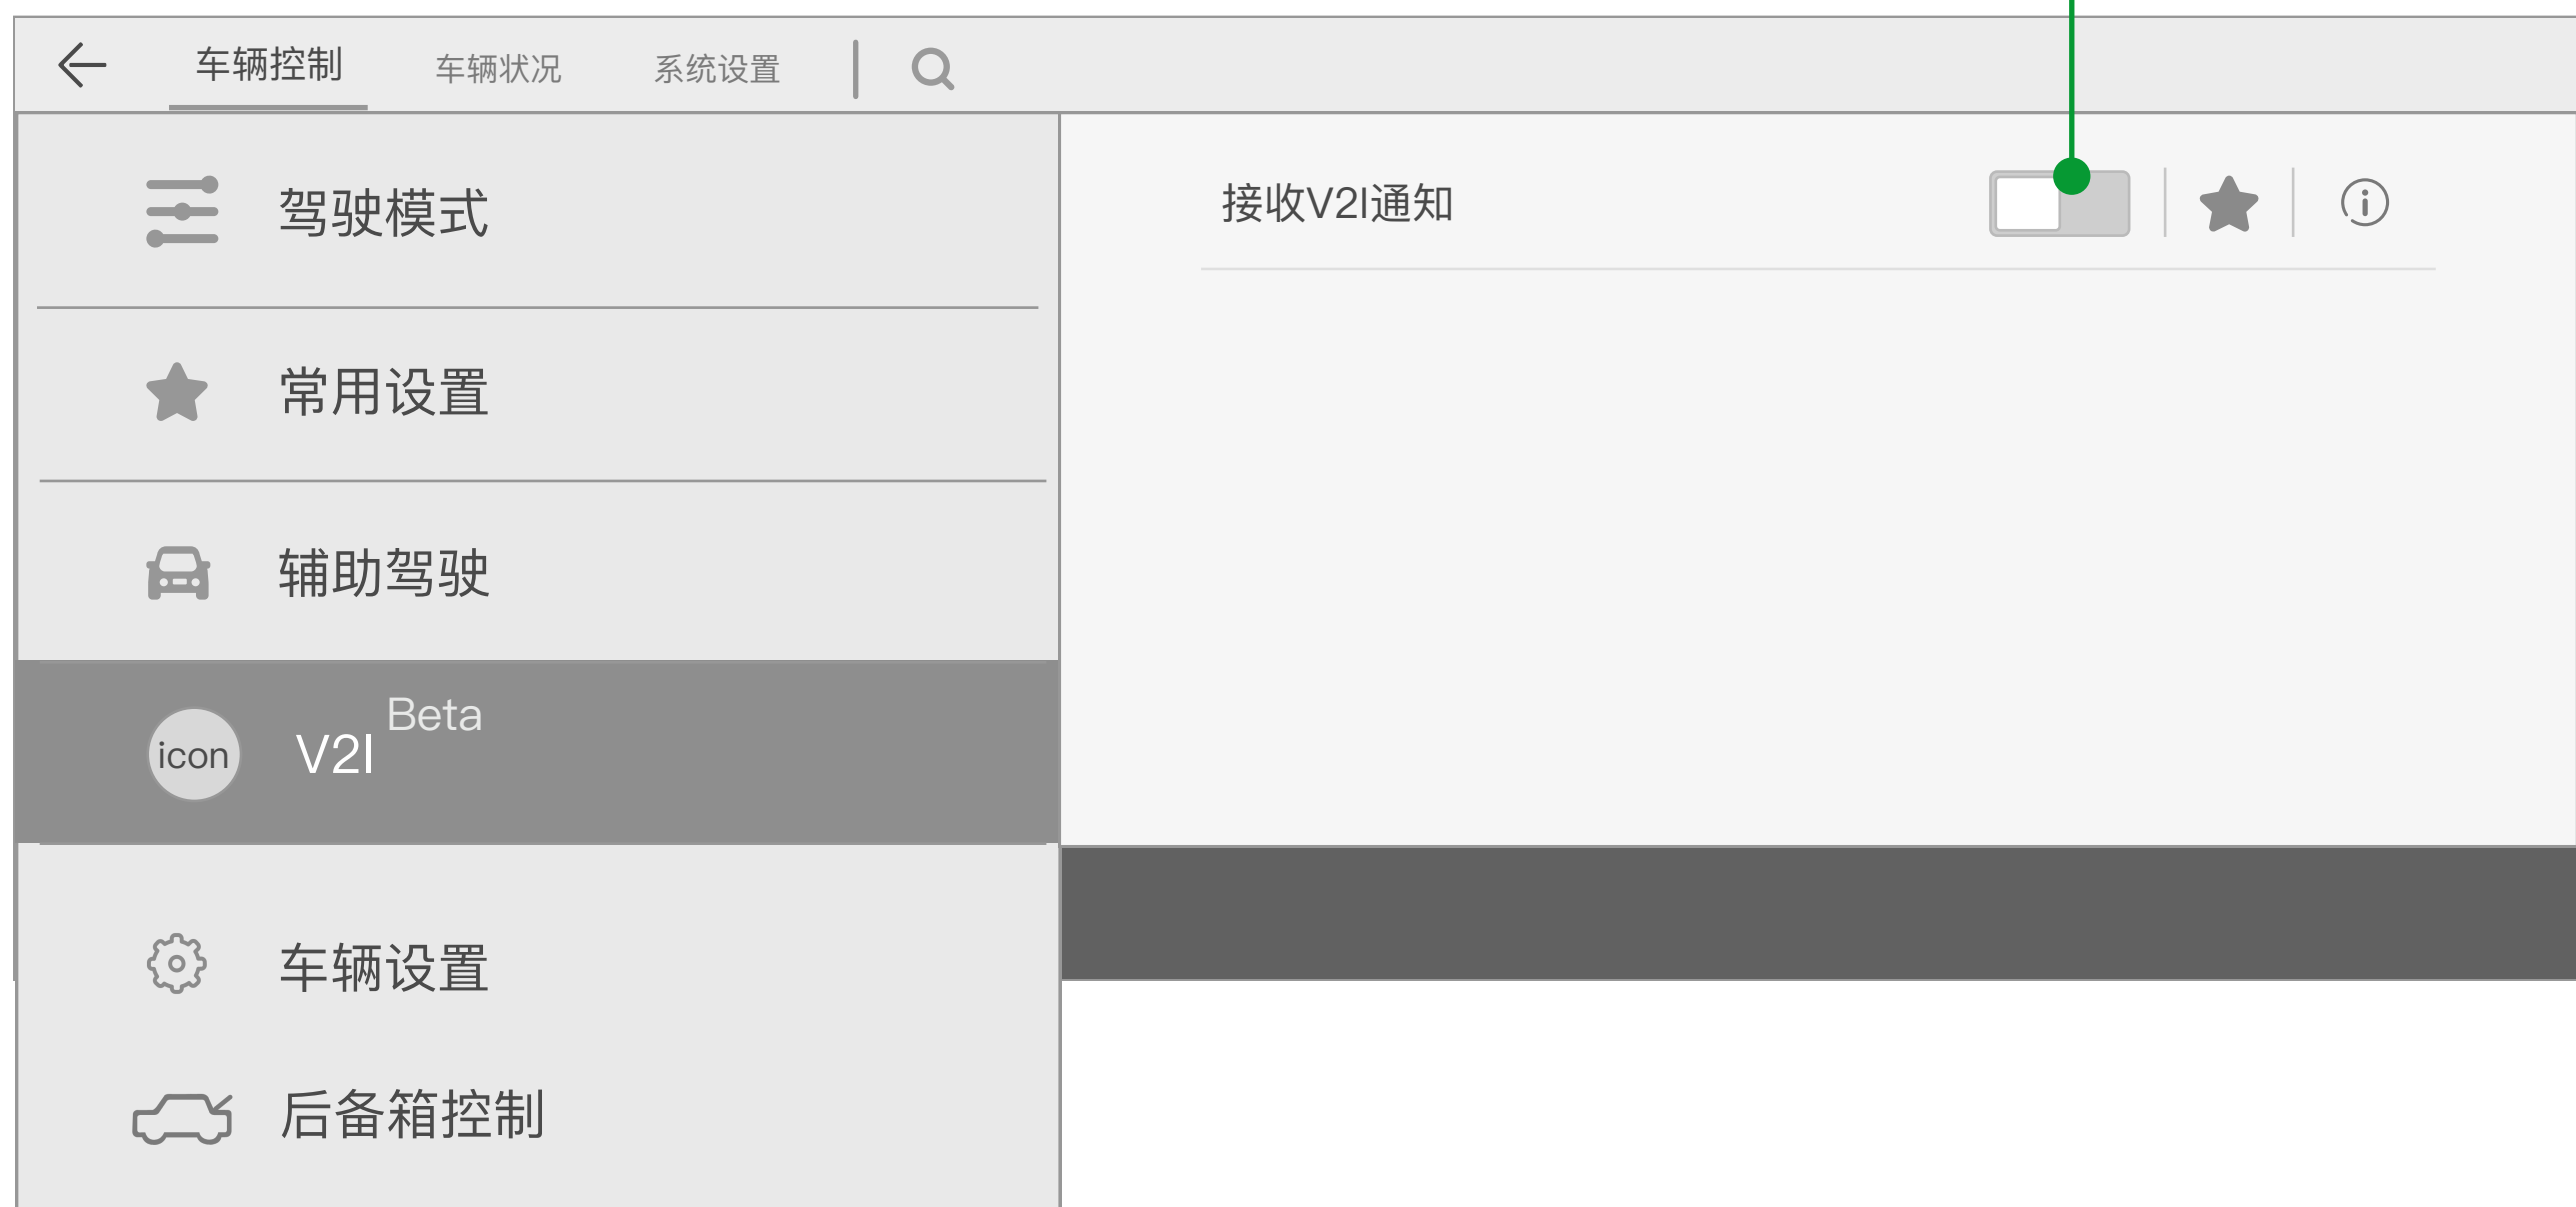 车辆控制
车辆状况
系统设置
驾驶模式
接收V2I通知
常用设置
辅助驾驶
icon
V2I
Beta
车辆设置
后备箱控制